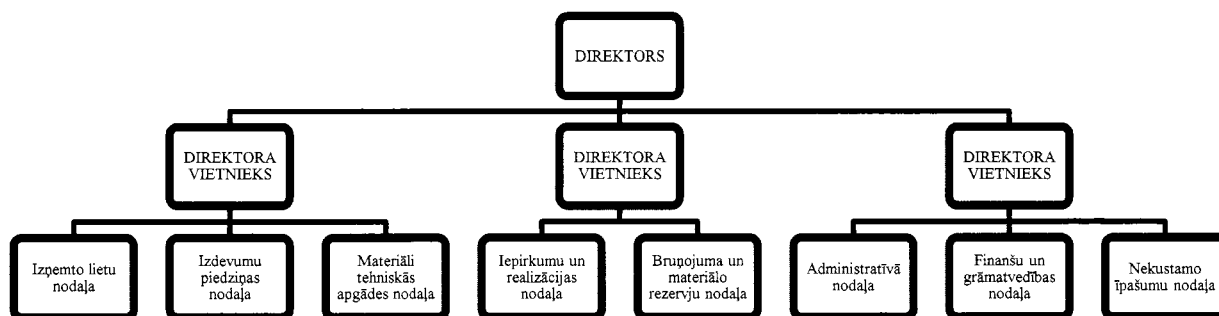 DIREKTORS
DIREKTORA
VIETNIEKS
DIREKTORA
VIETNIEKS
DIREKTORA
VIETNIEKS
Izņemto lietu
nodaļa
Izdevumu
piedziņas
nodaļa
Materiāli
tehniskās
apgādes nodaļa
Iepirkumu un
realizācijas
nodaļa
Bruņojuma un
materiālo
rezervju nodaļa
Administratīvā
nodaļa
Finanšu un
grāmatvedības
nodaļa
Nekustamo
īpašumu nodaļa